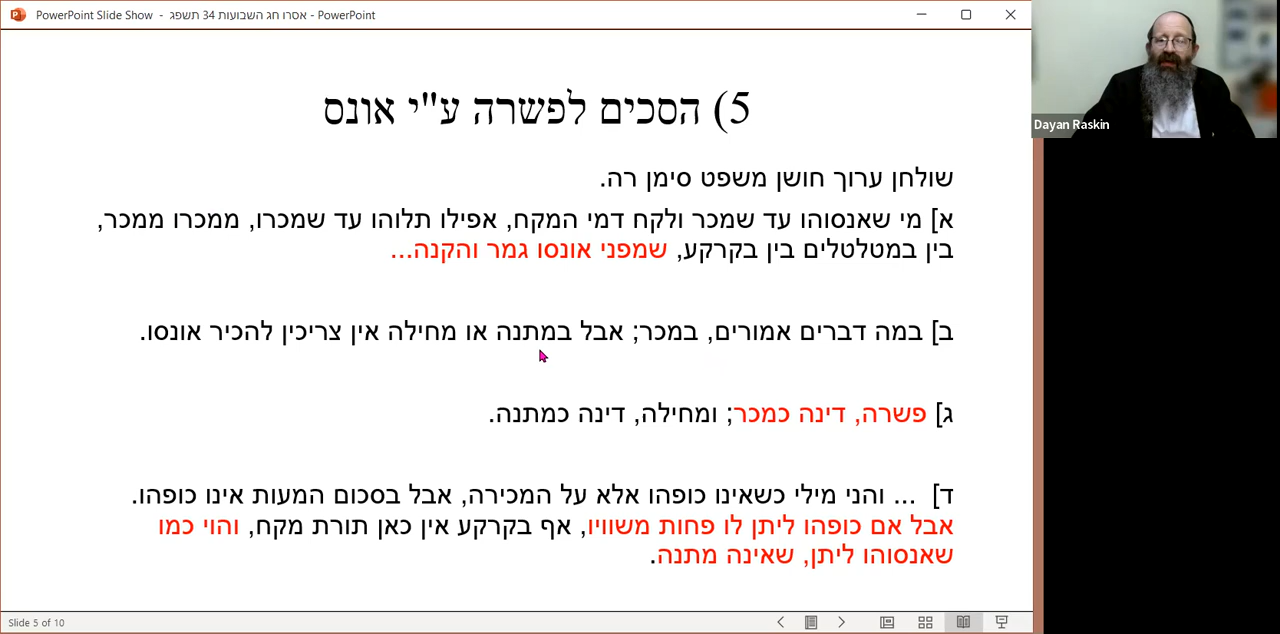 PowerPoint Slide Show - אסרו חג השבועות 34 תשפג - PowerPoint
Dayan Raskin
5) הסכים לפשרה ע"י אונס
שולחן ערוך חושן משפט סימן רה.
א] מי שאנסוהו עד שמכר ולקח דמי המקח, אפילו תלוהו עד שמכרו, ממכרו ממכר,
בין במטלטלים בין בקרקע, שמפני אונסו גמר והקנה...
ב] במה דברים אמורים, במכר; אבל במתנה או מחילה אין צריכין להכיר אונסו.
ג] פשרה, דינה כמכר; ומחילה, דינה כמתנה.
ד] ... והני מילי כשאינו כופהו אלא על המכירה, אבל בסכום המעות אינו כופהו.
אבל אם כופהו ליתן לו פחות משוויו, אף בקרקע אין כאן תורת מקח, והוי כמו
שאנסוהו ליתן, שאינה מתנה.
Slide 5 of 10